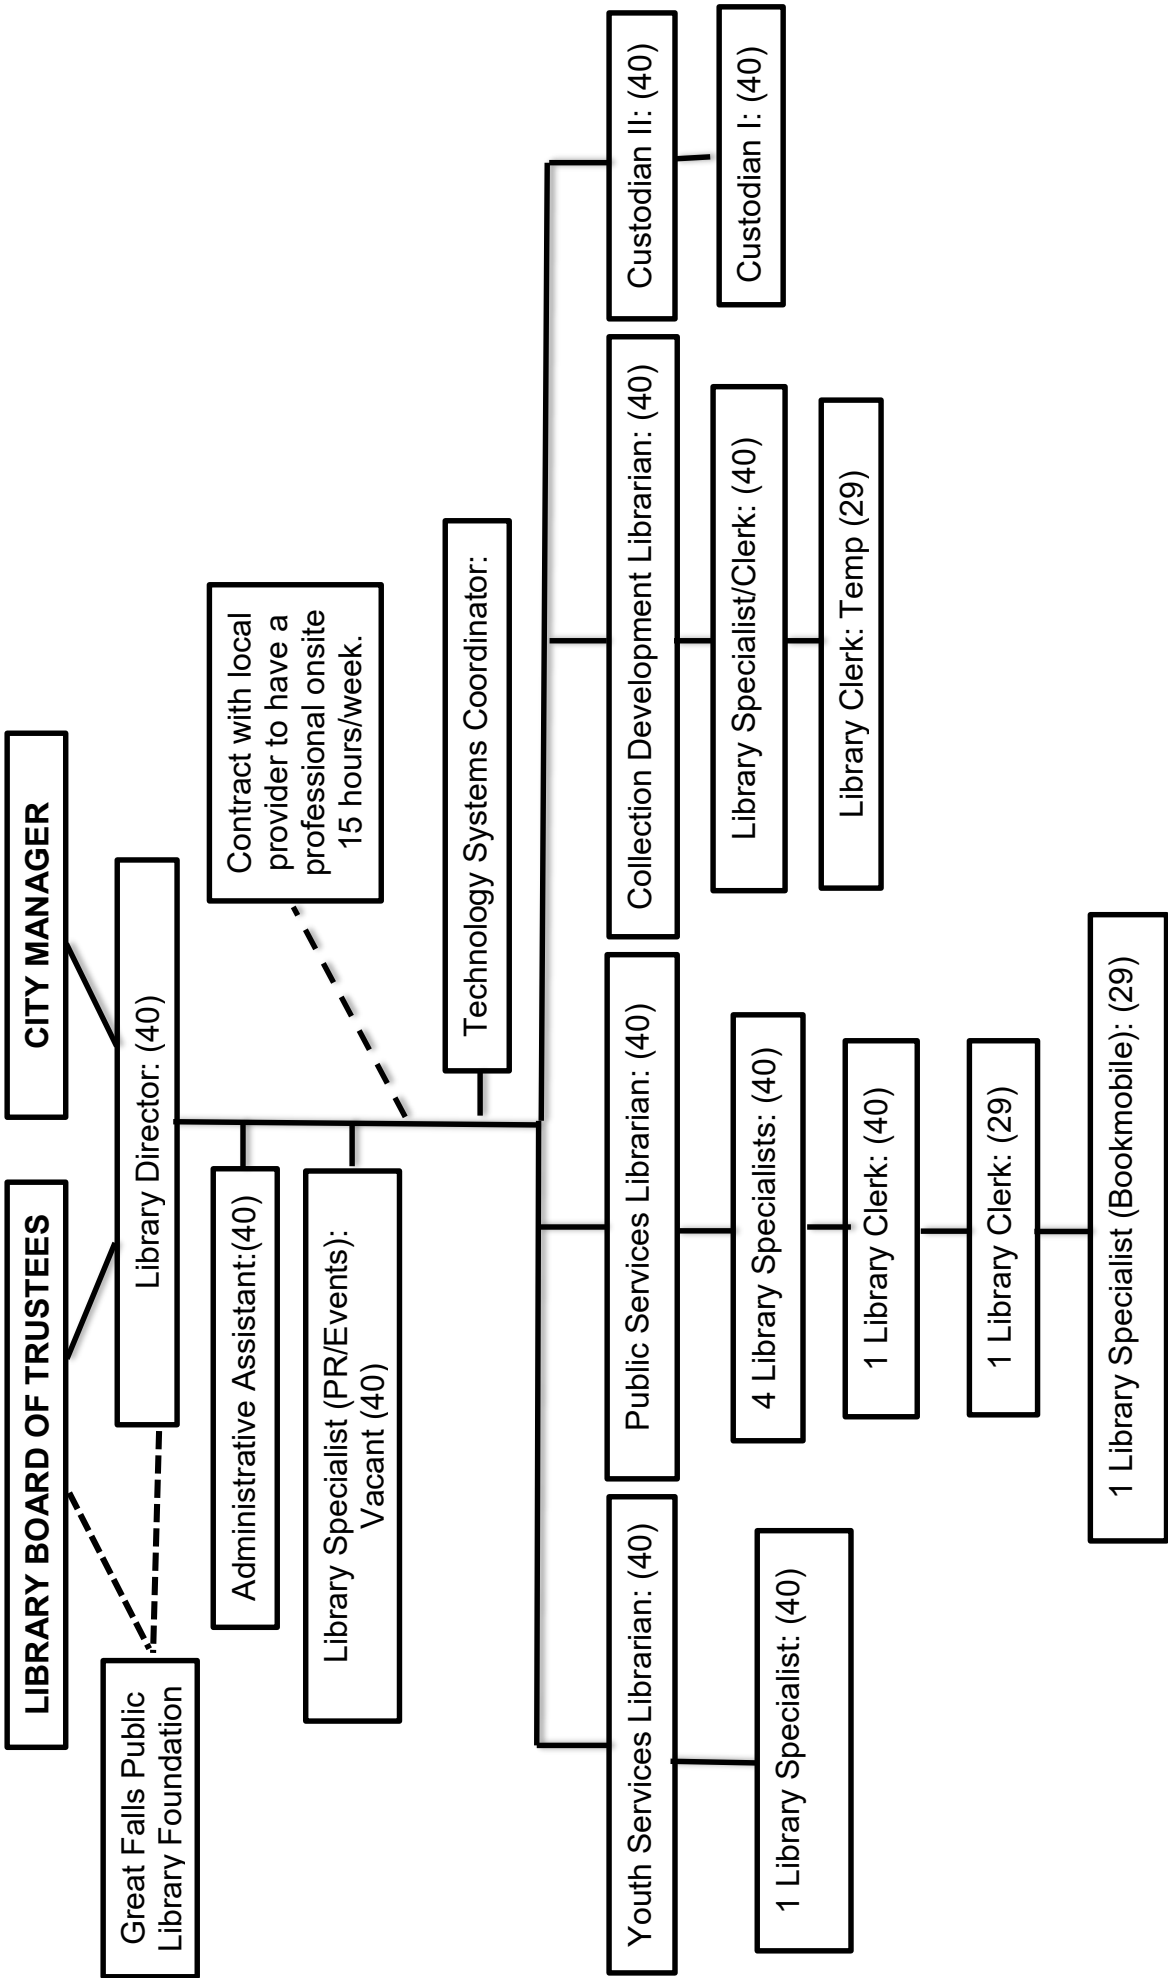 LIBRARY BOARD OF TRUSTEES
CITY MANAGER
Great Falls Public
Library Foundation
Library Director: (40)
Administrative Assistant:(40)
Contract with local
provider to have a
professional onsite
15 hours/week.
Library Specialist (PR/Events):
Vacant (40)
Technology Systems Coordinator:
Youth Services Librarian: (40)
Public Services Librarian: (40)
Collection Development Librarian: (40)
Custodian II: (40)
1 Library Specialist: (40)
4 Library Specialists: (40)
Library Specialist/Clerk: (40)
Custodian I: (40)
1 Library Clerk: (40)
Library Clerk: Temp (29)
1 Library Clerk: (29)
1 Library Specialist (Bookmobile): (29)